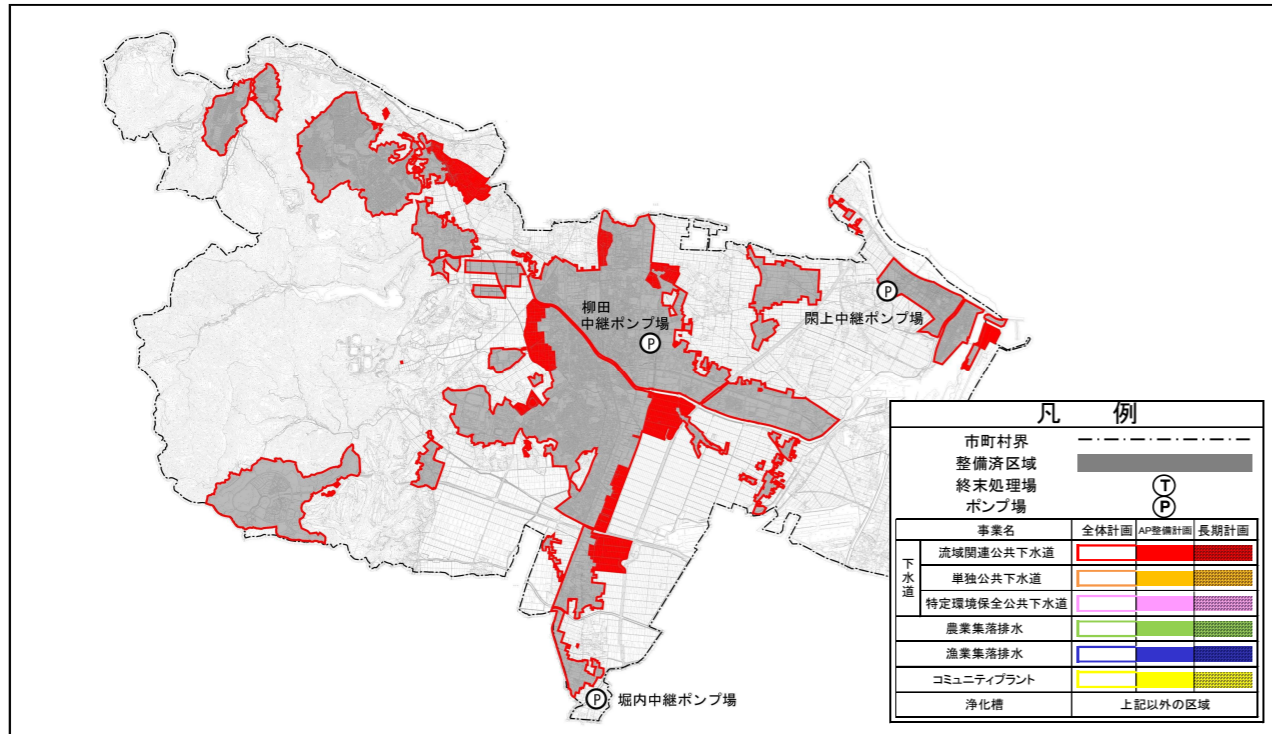 柳田
中継ポンプ場
P
P
閖上中継ポンプ場
P 堀内中継ポンプ場
凡 例
市町村界
整備済区域
終末処理場 T
ポンプ場 P
事業名 全体計画 AP整備計画 長期計画
下水道
流域関連公共下水道
単独公共下水道
特定環境保全公共下水道
農業集落排水
漁業集落排水
コミュニティプラント
浄化槽 上記以外の区域